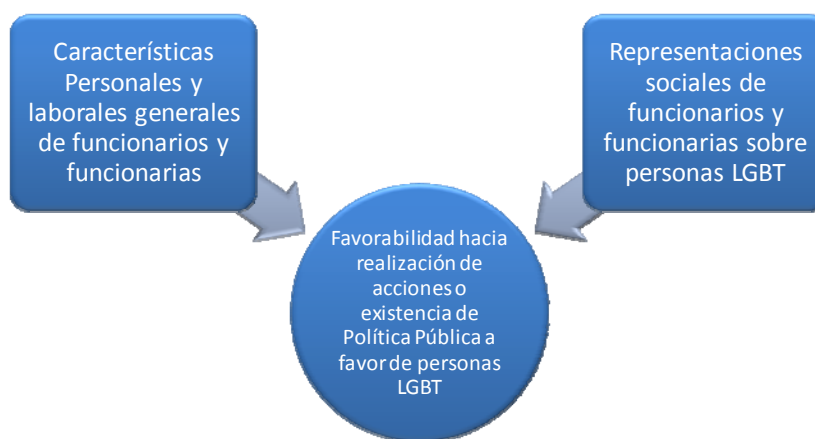 Características
Personales y
laborales generales
de funcionarios y
funcionarias
Representaciones
sociales de
funcionarios y
funcionarias sobre
personas LGBT
Favorabilidad hacia
realización de
acciones o
existencia de
Política Pública a
favor de personas
LGBT